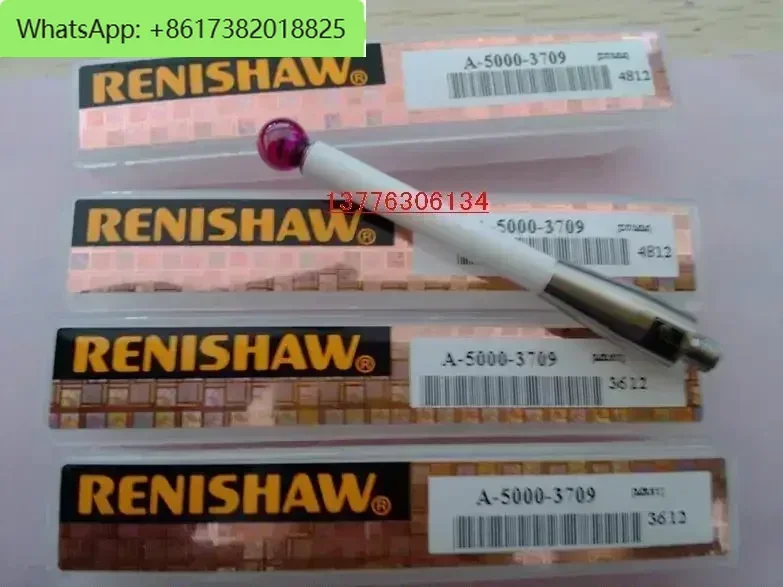 WhatsApp: +8617382018825
RENISHAW®
A-5000-3709
4812
13776306134
RENISHAW®
A-5000-3709
4812
RENISHAW®
A-5000-3709
3612
RENISHAW®
A-5000-3709
3612